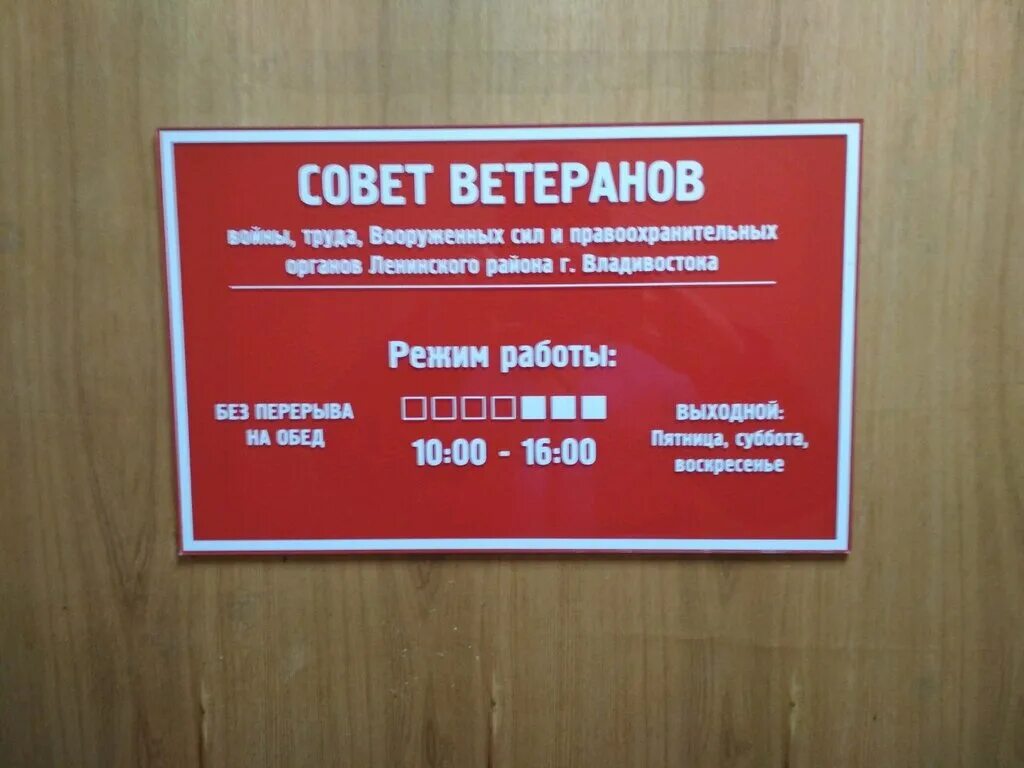 СОВЕТ ВЕТЕРАНОВ
войны, труда, Вооруженных сил и правоохранительных
органов Ленинского района г. Владивостока
Режим работы:
БЕЗ ПЕРЕРЫВА
НА ОБЕД
10:00 - 16:00
ВЫХОДНОЙ:
Пятница, суббота,
воскресенье